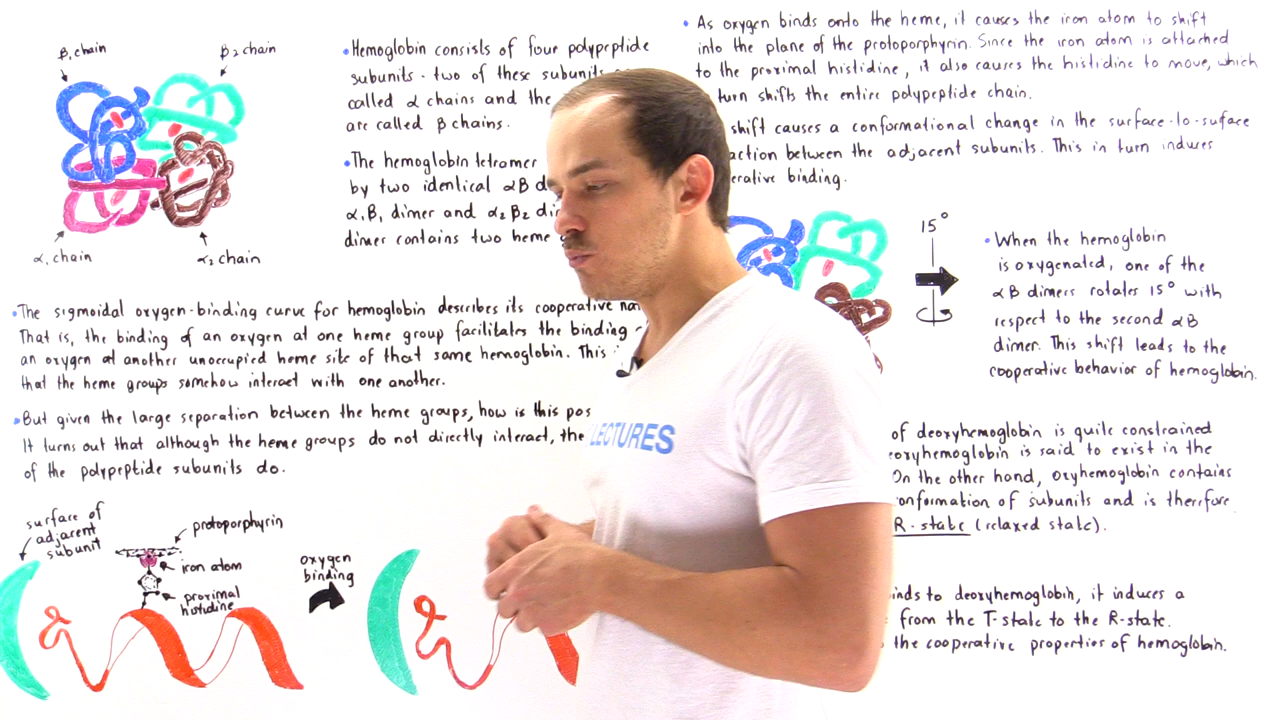 β₁ chain
β2 chain
α₁ chain
α₂ chain
•Hemoglobin consists of four polypeptide
subunits - two of these subunits
called α chains and the
are called β chains.
•The hemoglobin tetramer
by two identical αβ
α₁β₁ dimer and α₂β₂
dimer contains two heme
•The sigmoidal oxygen-binding curve for hemoglobin describes its cooperative
That is, the binding of an oxygen at one heme group facilitates the binding
an oxygen at another unoccupied heme site of that same hemoglobin. This
that the heme groups somehow interact with one another.
•But given the large separation between the heme groups, how is this pos
It turns out that although the heme groups do not directly interact, the
of the polypeptide subunits do.
surface of
adjacent
subunit
protoporphyrin
iron atom
proximal
histidine
oxygen
binding
LECTURES
• As oxygen binds onto the heme, it causes the iron atom to shift
into the plane of the protoporphyrin. Since the iron atom is attached
to the proximal histidine, it also causes the histidine to move, which
turn shifts the entire polypeptide chain.
shift causes a conformational change in the surface-to-suface
action between the adjacent subunits. This in turn induces
erative binding.
15°
• When the hemoglobin
is oxygenated, one of the
αβ dimers rotates 15° with
respect to the second αβ
dimer. This shift leads to the
cooperative behavior of hemoglobin.
of deoxyhemoglobin is quite constrained
eoxyhemoglobin is said to exist in the
On the other hand, oxyhemoglobin contains
onformation of subunits and is therefore
R-state (relaxed state).
inds to deoxyhemoglobin, it induces a
from the T-state to the R-state.
the cooperative properties of hemoglobin.